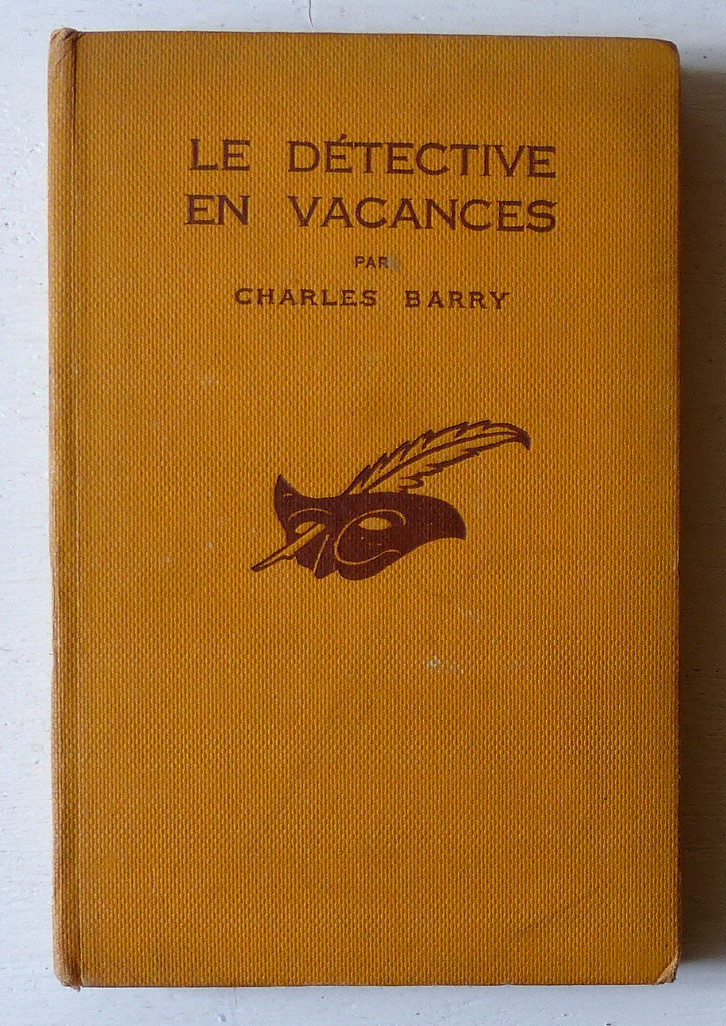 LE DÉTECTIVE
EN VACANCES
PAR
CHARLES BARRY